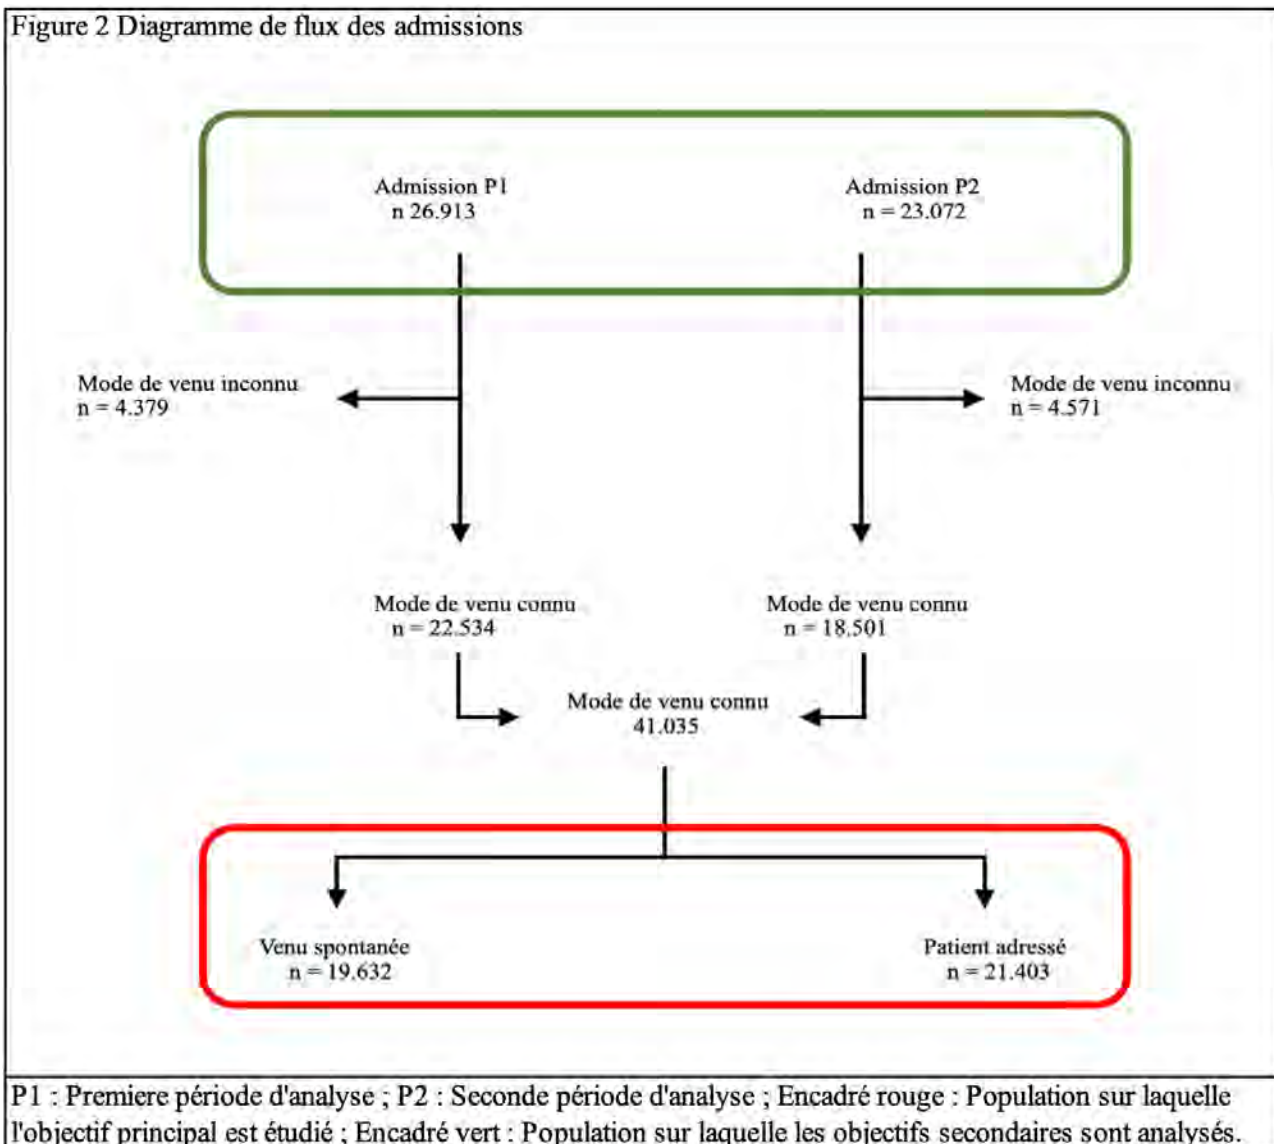 Figure 2 Diagramme de flux des admissions
Admission P1
n 26.913
Admission P2
n = 23.072
Mode de venu inconnu
n = 4.379
Mode de venu inconnu
n = 4.571
Mode de venu connu
n = 22.534
Mode de venu connu
n = 18.501
Mode de venu connu
41.035
Venu spontanée
n = 19.632
Patient adressé
n = 21.403
P1 : Premiere période d'analyse ; P2 : Seconde période d'analyse ; Encadré rouge : Population sur laquelle
l'objectif principal est étudié ; Encadré vert : Population sur laquelle les objectifs secondaires sont analysés.